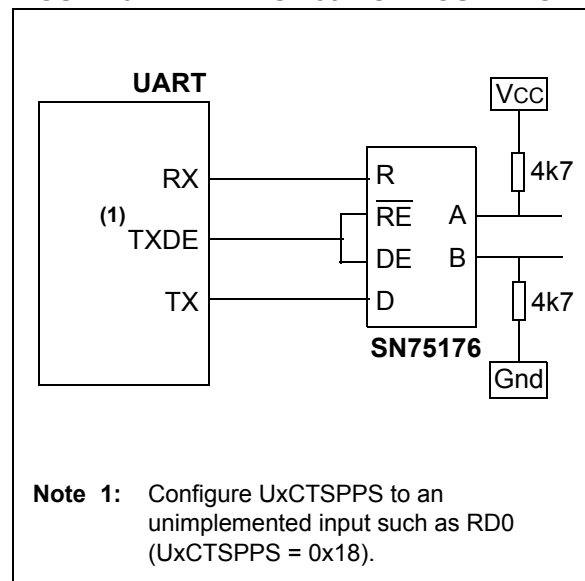 UART
VCC
RX
R
4k7
(1)
RE
A
TXDE
DE
B
TX
D
4k7
SN75176
Gnd
Note 1: Configure UxCTSPPS to an
unimplemented input such as RD0
(UxCTSPPS = 0x18).